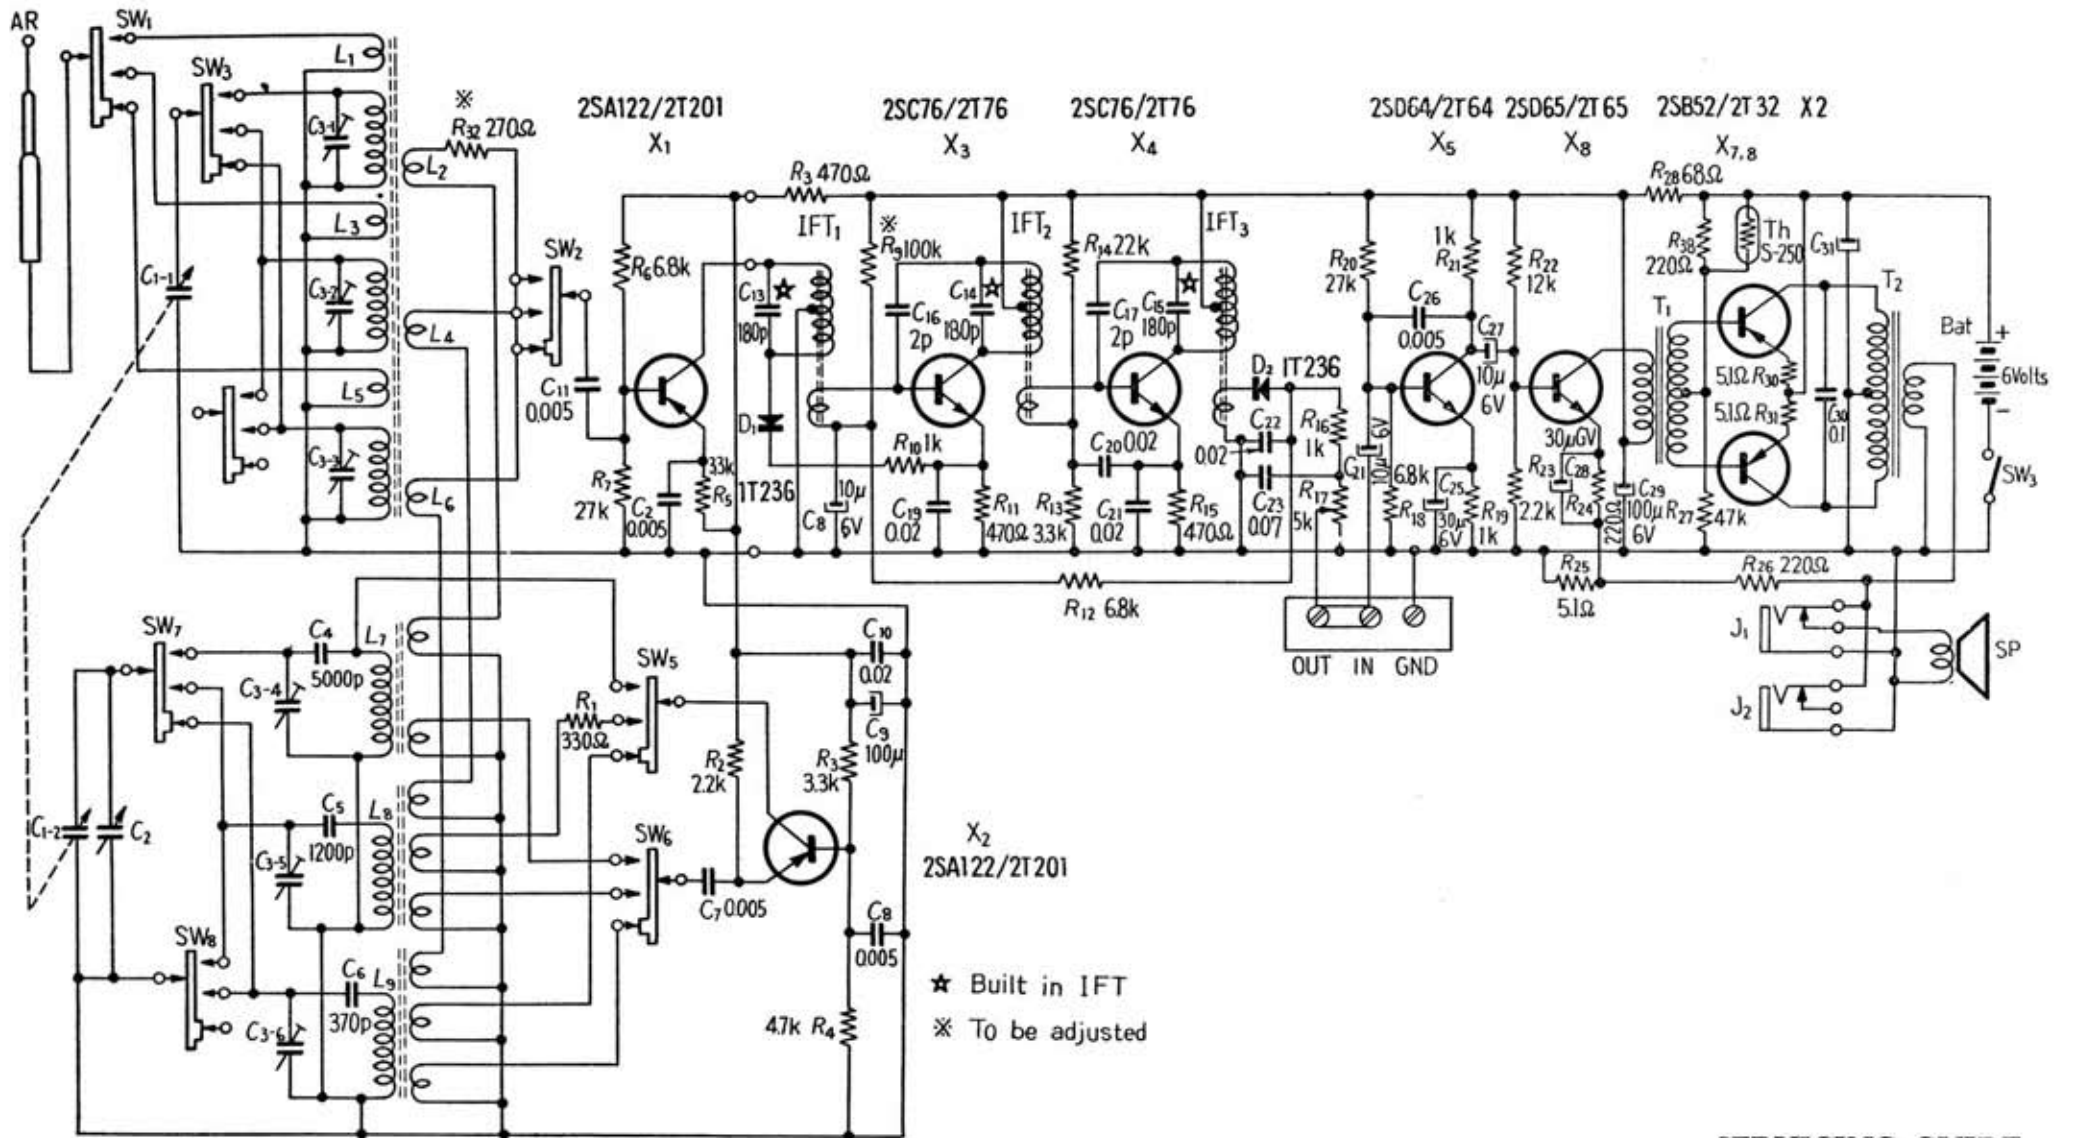 AR
SW1
L1
SW3
C3-1
※
R32 270Ω
L2
L3
C1-1
C3-2
L4
L5
C3-3
L6
SW2
C11
0.005
2SA122/2T201
X1
R6 6.8k
R7
27k
C2
0.005
33k
R5
R3 470Ω
IFT1
C13 ☆
180p
D1
1T236
10μ
C8
6V
2SC76/2T76
X3
※
R9 100k
C16
2p
C14 ☆
180p
IFT2
R10 1k
C19
0.02
R11
470Ω
2SC76/2T76
X4
R14 22k
C17
2p
C15 ☆
180p
IFT3
R13
3.3k
C20 002
C21
0.02
R15
470Ω
R12 6.8k
D2 1T236
C22
0.02
C23
0.07
R16
1k
R17
5k
OUT IN GND
2SD64/2T64
X5
R20
27k
1k
R21
C26
0.005
C27
10μ
6V
6V
C21
10μ
6.8k
R18
C25
30μ
6V
R19
1k
2SD65/2T65
X8
R22
12k
30μGV
R23
2.2k
C28
R24
220Ω
C29
100μ
6V
R25
5.1Ω
2SB52/2T32 X2
X7,8
R28 68Ω
R38
220Ω
Th
S-250
C31
T1
T2
5.1Ω R30
5.1Ω R31
C30
0.1
R27
47k
R26 220Ω
Bat
+
6Volts
−
SW3
J1
J2
SP
SW7
C4
5000p
L7
C3-4
C1-2
C2
C5
1200p
L8
C3-5
SW8
C6
370p
L9
C3-6
SW5
R1
330Ω
SW6
C7 0.005
R2
2.2k
R3
3.3k
C10
0.02
C9
100μ
X2
2SA122/2T201
C8
0.005
4.7k R4
☆ Built in IFT
※ To be adjusted